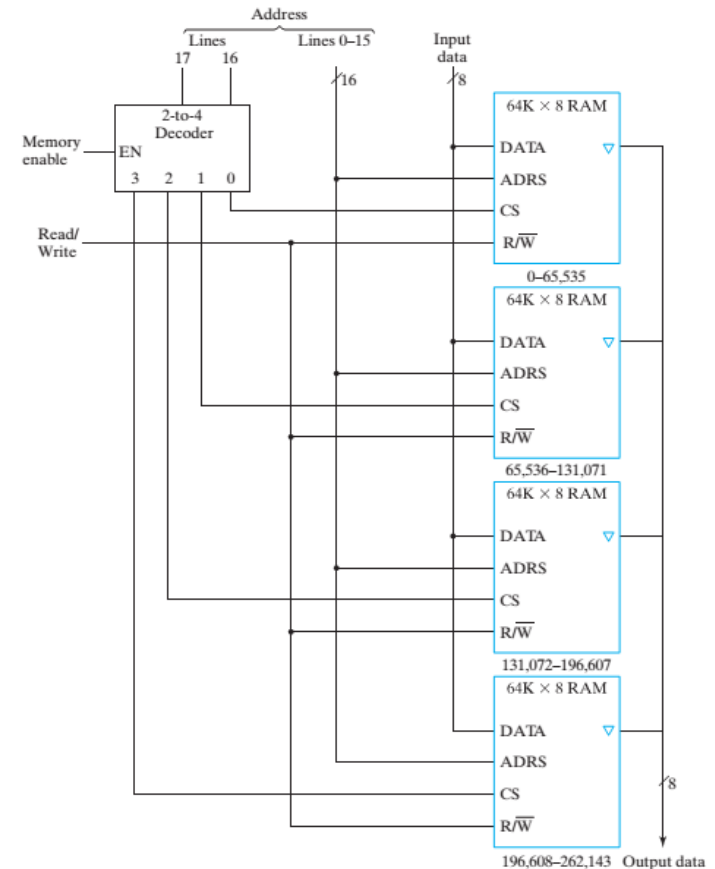 Address
Lines
Lines 0–15
Input
data
17 16
16
8
2-to-4
Decoder
Memory
enable
EN
3 2 1 0
Read/
Write
64K × 8 RAM
DATA
ADRS
CS
R/W̅
0–65,535
64K × 8 RAM
DATA
ADRS
CS
R/W̅
65,536–131,071
64K × 8 RAM
DATA
ADRS
CS
R/W̅
131,072–196,607
64K × 8 RAM
DATA
ADRS
CS
R/W̅
8
196,608–262,143
Output data